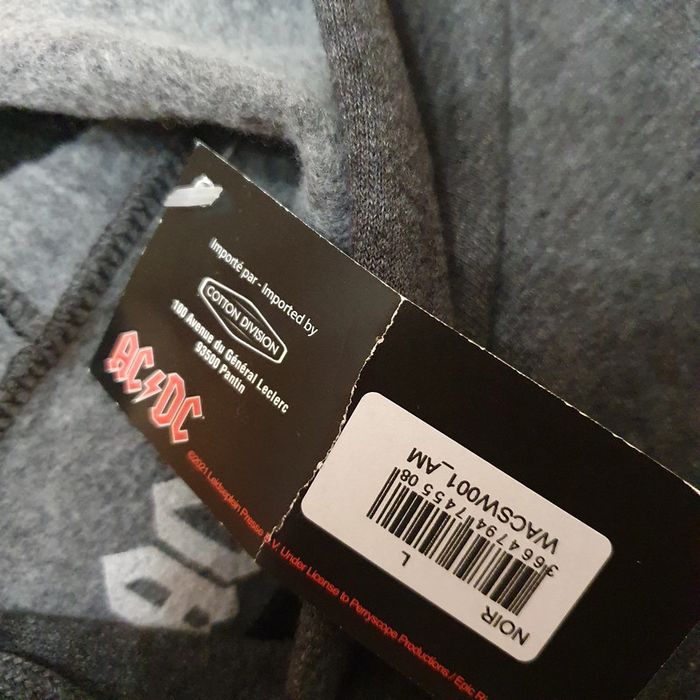 Importé par - Imported by
COTTON DIVISION
100 Avenue du Général Leclerc
93500 Pantin
AC DC
©2021 Leidseplein Presse B.V. Under License to Perryscope Productions / Epic
NOIR
L
3664794745508
WACSW001_AM